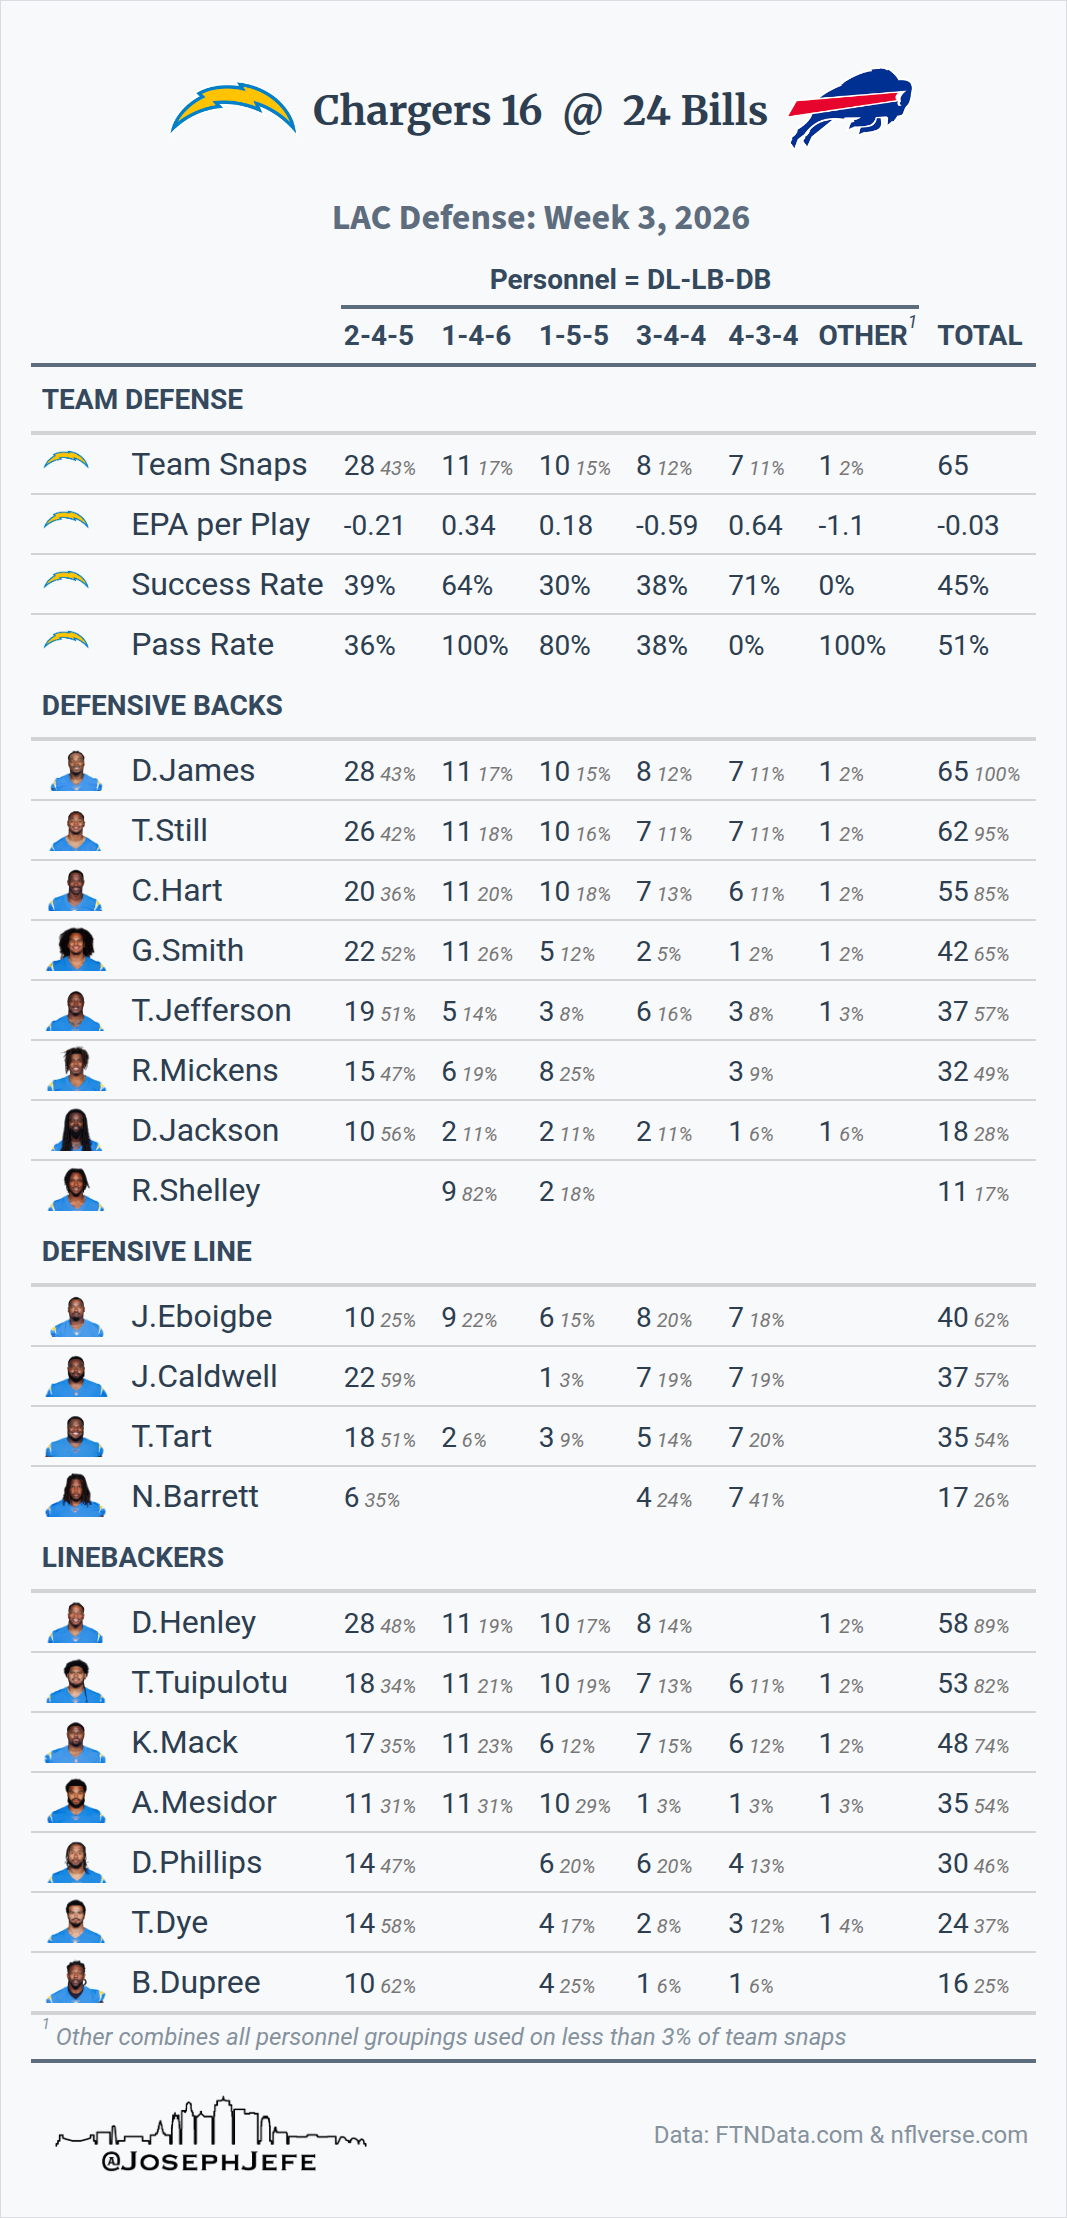 Chargers 16 @ 24 Bills
LAC Defense: Week 3, 2026
Personnel = DL-LB-DB
2-4-5 1-4-6 1-5-5 3-4-4 4-3-4 OTHER1 TOTAL
TEAM DEFENSE
Team Snaps 28 43% 11 17% 10 15% 8 12% 7 11% 1 2% 65
EPA per Play -0.21 0.34 0.18 -0.59 0.64 -1.1 -0.03
Success Rate 39% 64% 30% 38% 71% 0% 45%
Pass Rate 36% 100% 80% 38% 0% 100% 51%
DEFENSIVE BACKS
D.James 28 43% 11 17% 10 15% 8 12% 7 11% 1 2% 65 100%
T.Still 26 42% 11 18% 10 16% 7 11% 7 11% 1 2% 62 95%
C.Hart 20 36% 11 20% 10 18% 7 13% 6 11% 1 2% 55 85%
G.Smith 22 52% 11 26% 5 12% 2 5% 1 2% 1 2% 42 65%
T.Jefferson 19 51% 5 14% 3 8% 6 16% 3 8% 1 3% 37 57%
R.Mickens 15 47% 6 19% 8 25% 3 9% 32 49%
D.Jackson 10 56% 2 11% 2 11% 2 11% 1 6% 1 6% 18 28%
R.Shelley 9 82% 2 18% 11 17%
DEFENSIVE LINE
J.Eboigbe 10 25% 9 22% 6 15% 8 20% 7 18% 40 62%
J.Caldwell 22 59% 1 3% 7 19% 7 19% 37 57%
T.Tart 18 51% 2 6% 3 9% 5 14% 7 20% 35 54%
N.Barrett 6 35% 4 24% 7 41% 17 26%
LINEBACKERS
D.Henley 28 48% 11 19% 10 17% 8 14% 1 2% 58 89%
T.Tuipulotu 18 34% 11 21% 10 19% 7 13% 6 11% 1 2% 53 82%
K.Mack 17 35% 11 23% 6 12% 7 15% 6 12% 1 2% 48 74%
A.Mesidor 11 31% 11 31% 10 29% 1 3% 1 3% 1 3% 35 54%
D.Phillips 14 47% 6 20% 6 20% 4 13% 30 46%
T.Dye 14 58% 4 17% 2 8% 3 12% 1 4% 24 37%
B.Dupree 10 62% 4 25% 1 6% 1 6% 16 25%
1 Other combines all personnel groupings used on less than 3% of team snaps
@JOSEPHJEFE
Data: FTNData.com & nflverse.com